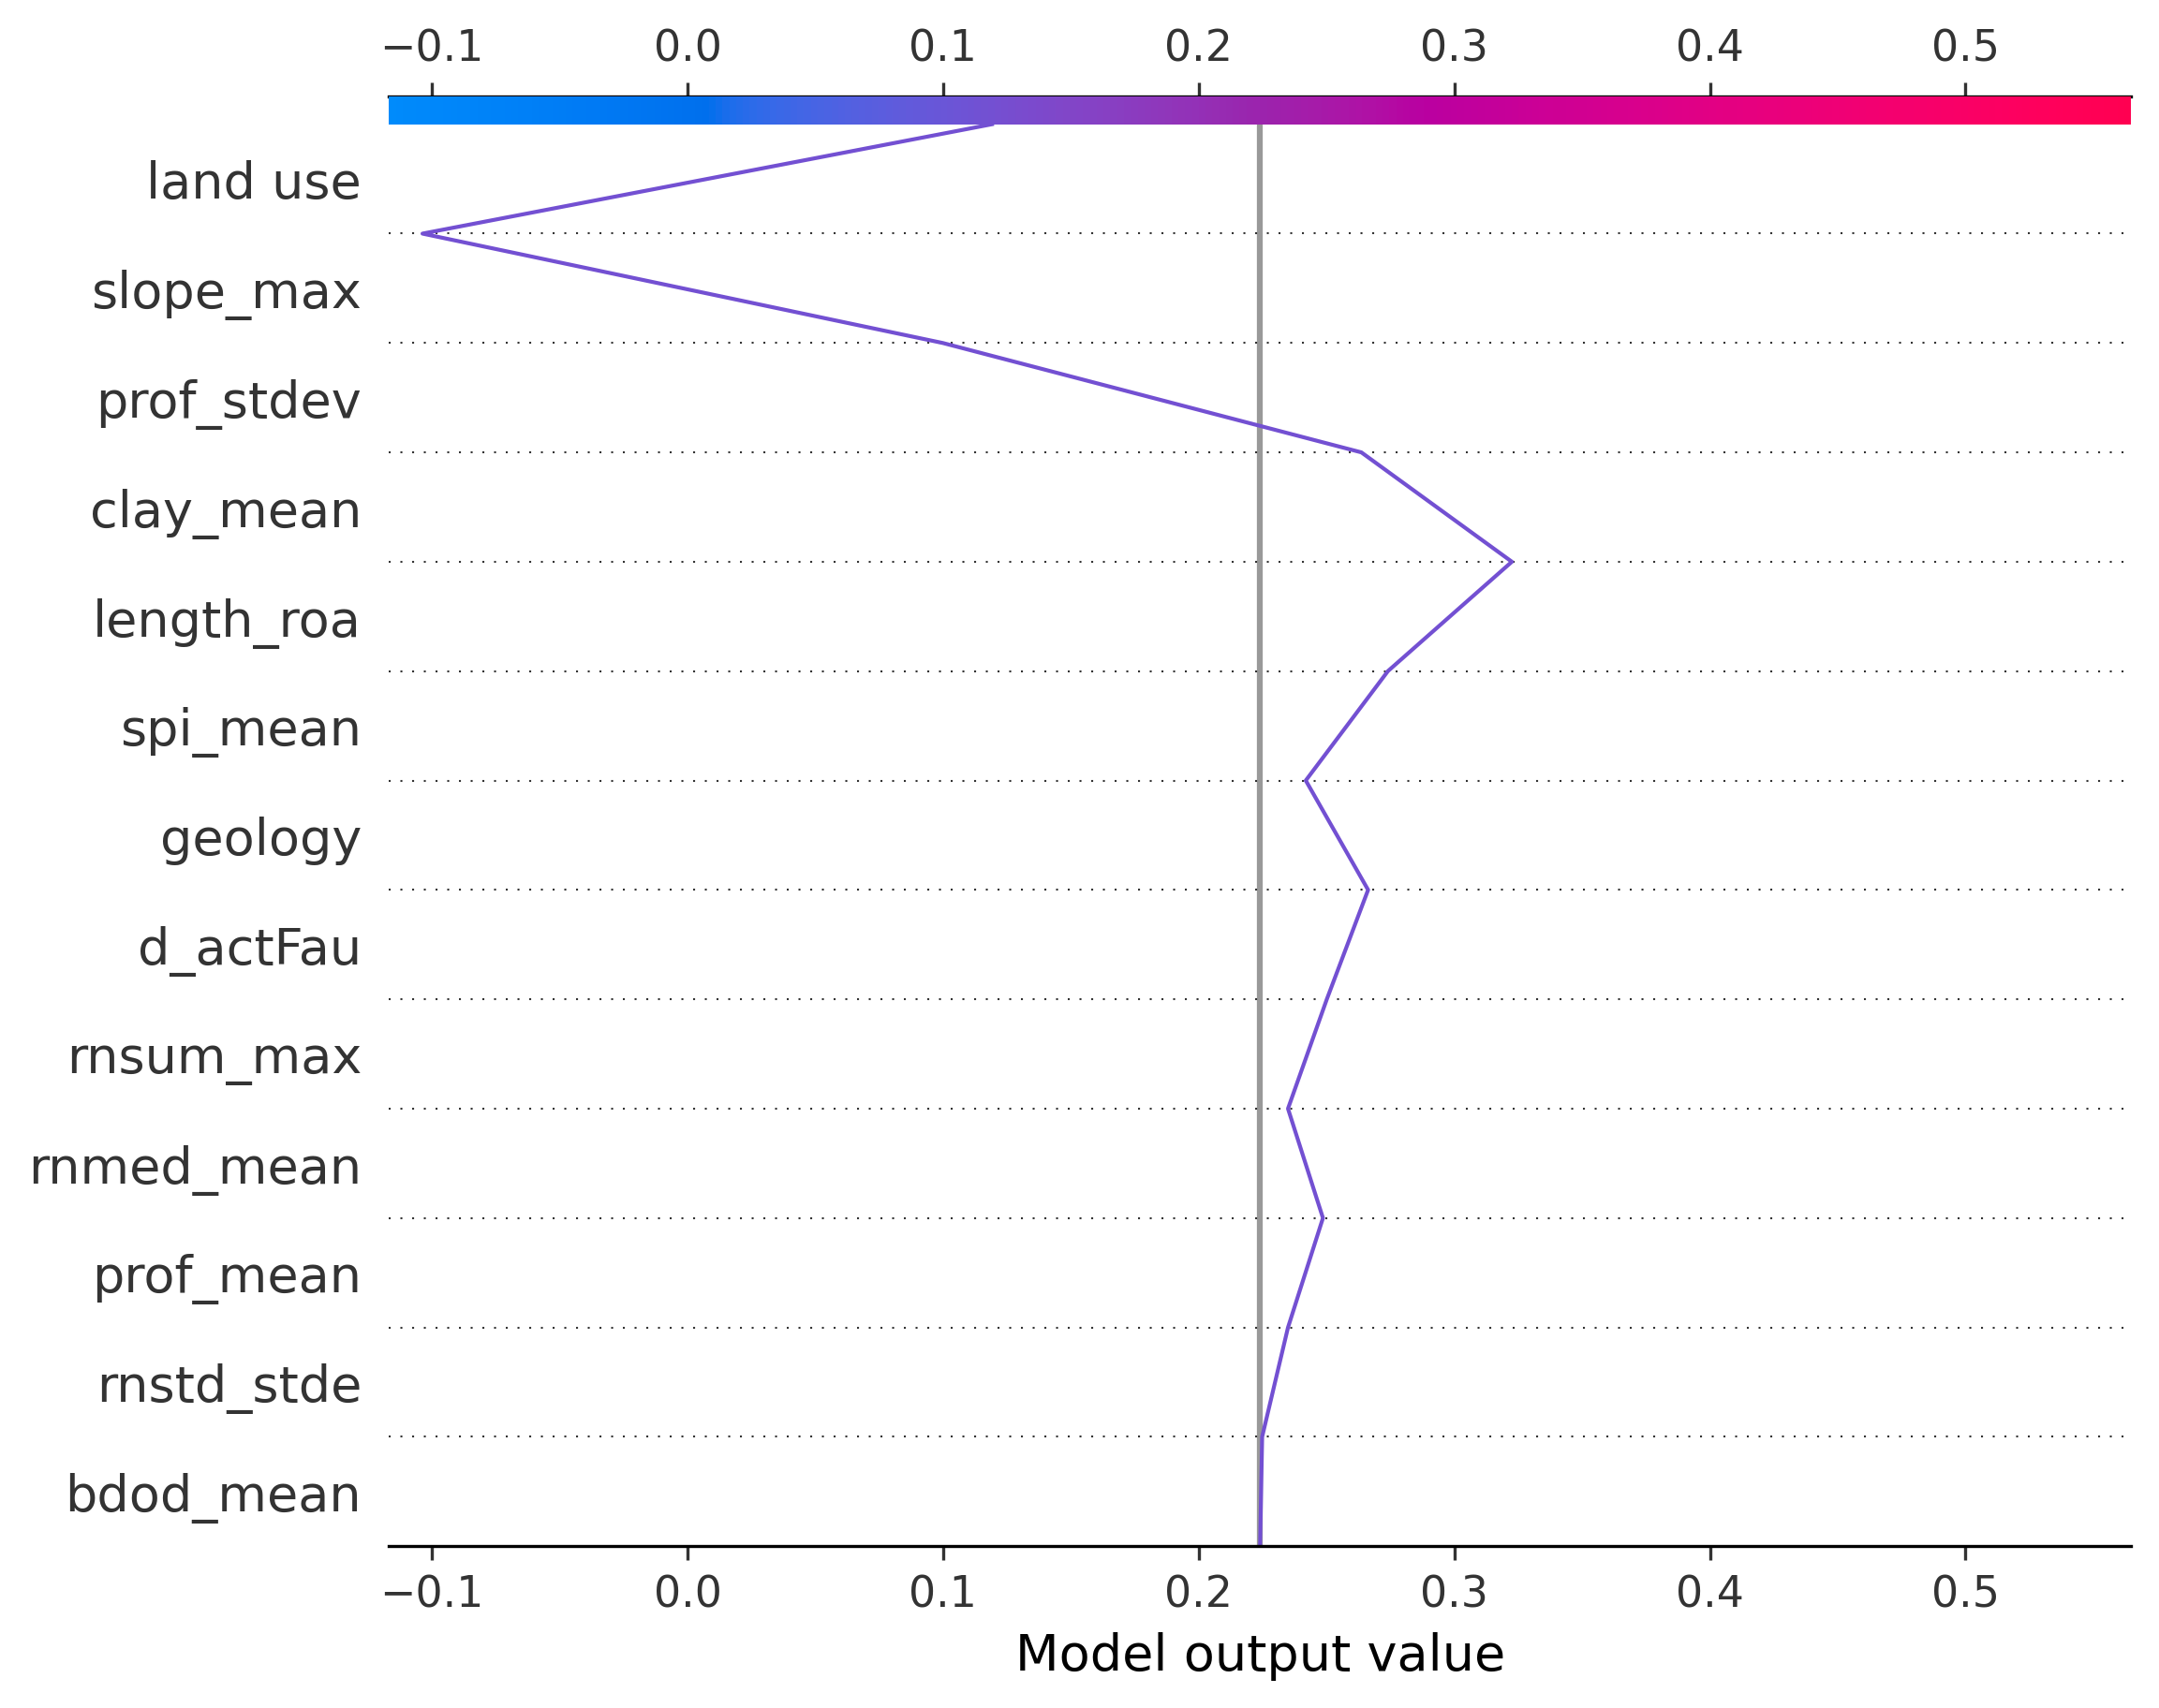 −0.1 0.0 0.1 0.2 0.3 0.4 0.5
land use
slope_max
prof_stdev
clay_mean
length_roa
spi_mean
geology
d_actFau
rnsum_max
rnmed_mean
prof_mean
rnstd_stde
bdod_mean
−0.1 0.0 0.1 0.2 0.3 0.4 0.5
Model output value